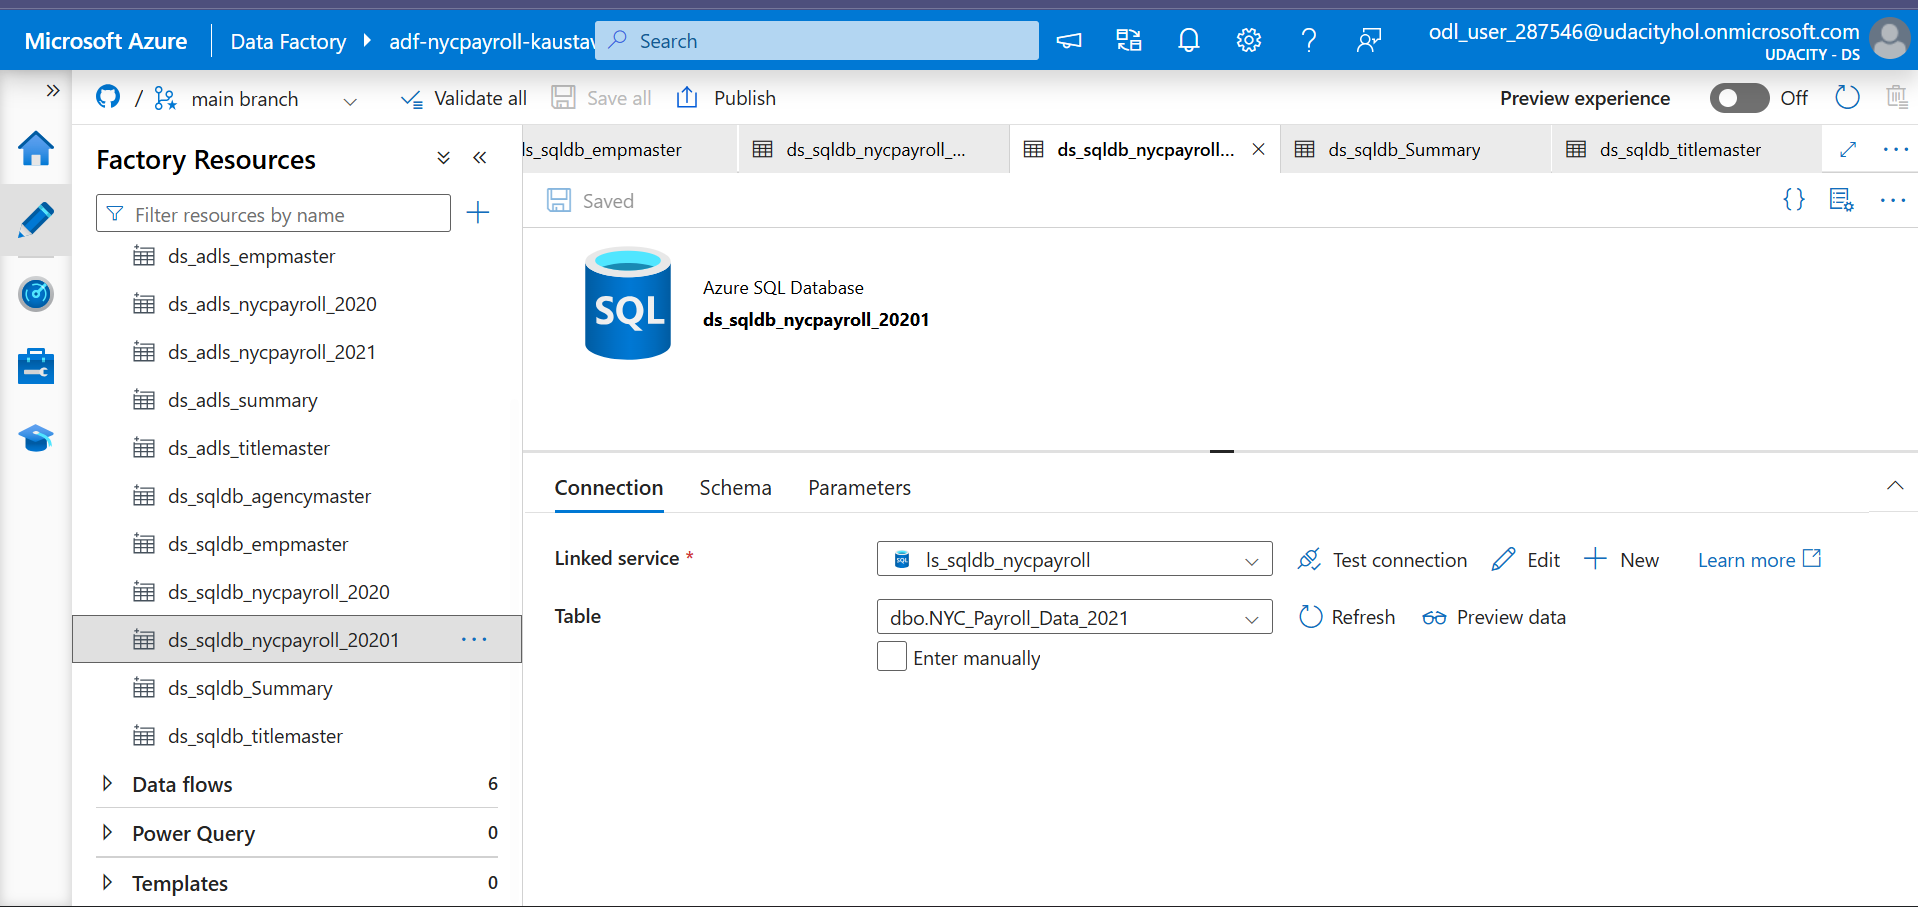 Microsoft Azure Data Factory adf-nycpayroll-kaustav Search odl_user_287546@udacityhol.onmicrosoft.com
UDACITY - DS
/ main branch Validate all Save all Publish Preview experience Off
Factory Resources
Filter resources by name
ds_adls_empmaster
ds_adls_nycpayroll_2020
ds_adls_nycpayroll_2021
ds_adls_summary
ds_adls_titlemaster
ds_sqldb_agencymaster
ds_sqldb_empmaster
ds_sqldb_nycpayroll_2020
ds_sqldb_nycpayroll_20201
ds_sqldb_Summary
ds_sqldb_titlemaster
Data flows 6
Power Query 0
Templates 0
ds_sqldb_empmaster ds_sqldb_nycpayroll_... ds_sqldb_nycpayroll... ds_sqldb_Summary ds_sqldb_titlemaster
Saved {}
SQL
Azure SQL Database
ds_sqldb_nycpayroll_20201
Connection Schema Parameters
Linked service * SQL ls_sqldb_nycpayroll Test connection Edit New Learn more
Table dbo.NYC_Payroll_Data_2021 Refresh Preview data
Enter manually